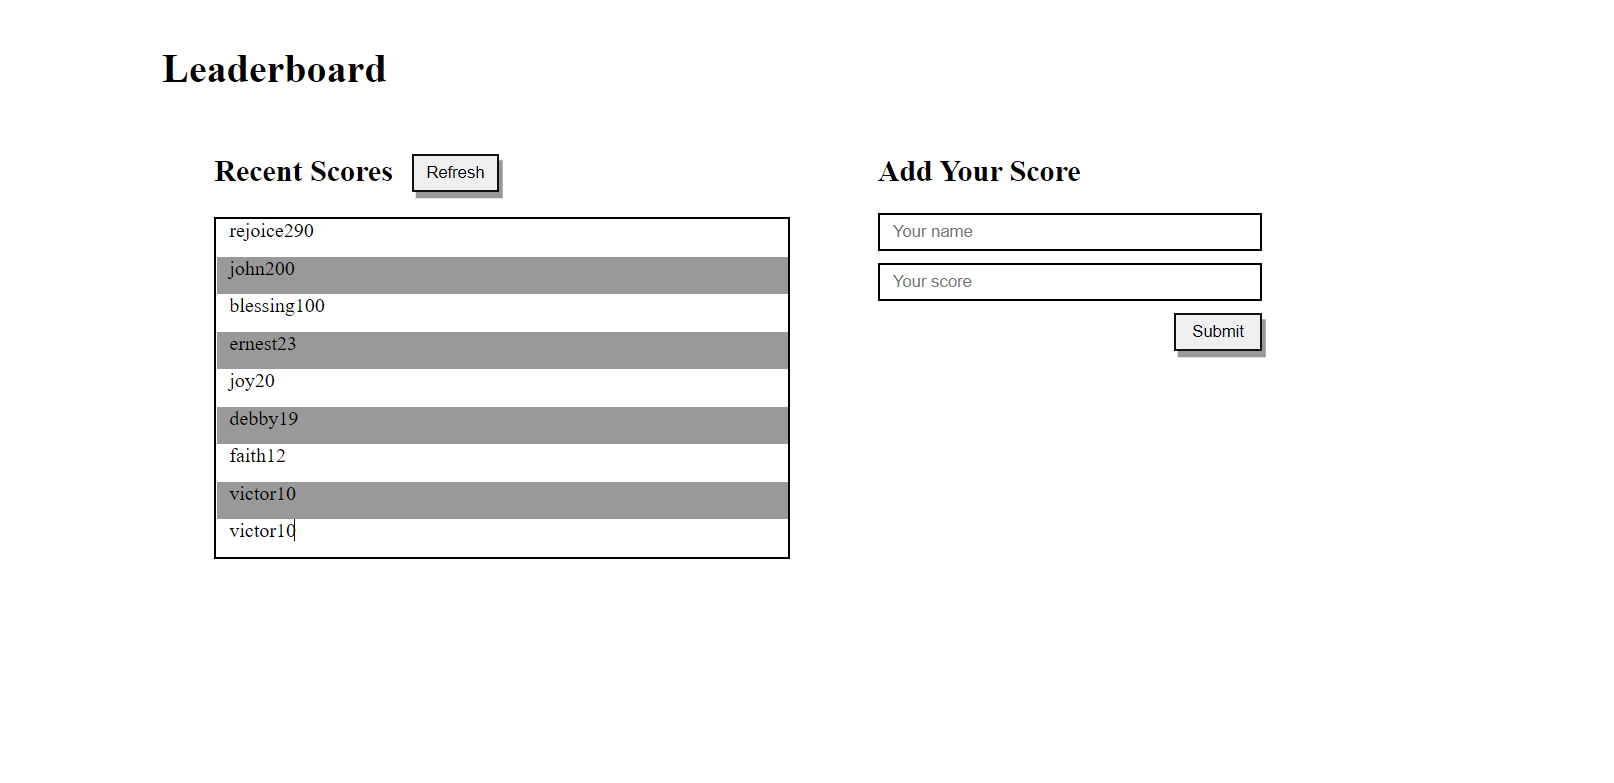 Leaderboard
Recent Scores
Refresh
rejoice290
john200
blessing100
ernest23
joy20
debby19
faith12
victor10
victor10
Add Your Score
Your name
Your score
Submit